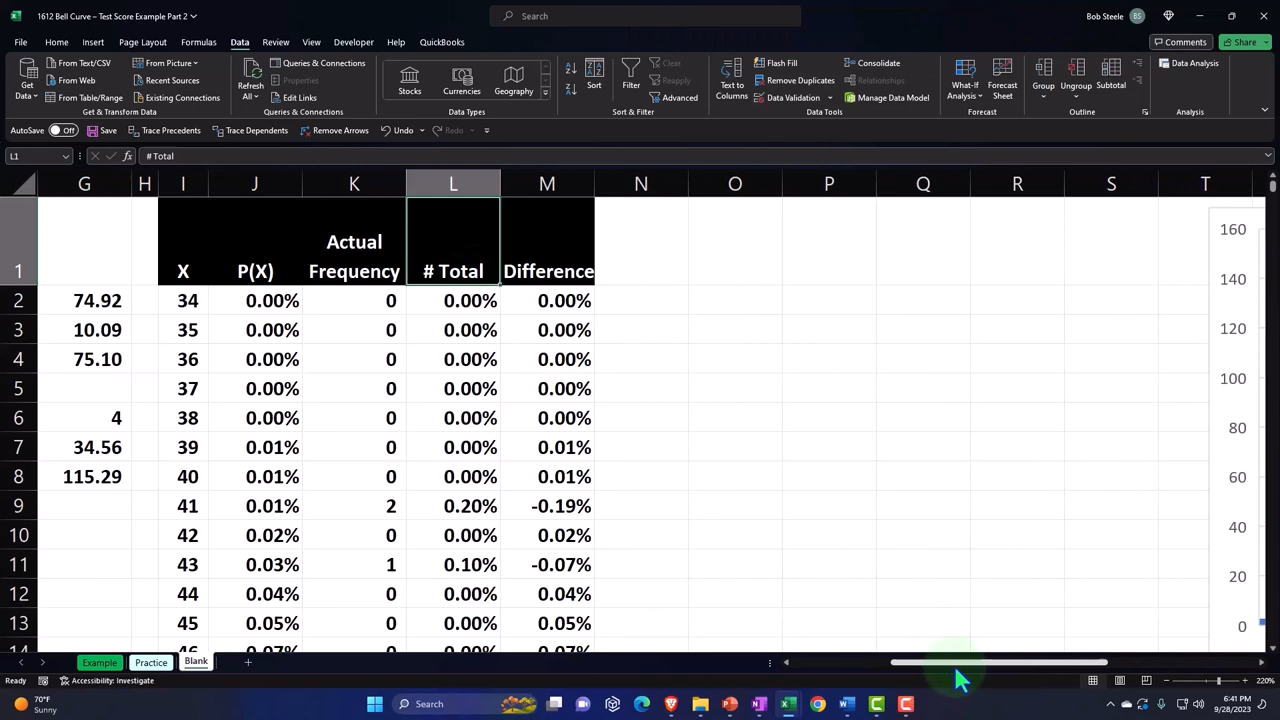 1612 Bell Curve – Test Score Example Part 2
Search
Bob Steele
BS
File Home Insert Page Layout Formulas Data Review View Developer Help QuickBooks
Comments
Share
Get Data
From Text/CSV
From Web
From Table/Range
From Picture
Recent Sources
Existing Connections
Get & Transform Data
Refresh All
Queries & Connections
Properties
Edit Links
Queries & Connections
Stocks
Currencies
Geography
Data Types
Sort
Filter
Clear
Reapply
Advanced
Sort & Filter
Text to Columns
Flash Fill
Remove Duplicates
Data Validation
Consolidate
Relationships
Manage Data Model
Data Tools
What-If Analysis
Forecast Sheet
Forecast
Group
Ungroup
Subtotal
Outline
Data Analysis
Analysis
AutoSave Off Save Trace Precedents Trace Dependents Remove Arrows Undo Redo
L1 fx # Total
G H I J K L M N O P Q R S T
1 X P(X) Actual Frequency # Total Difference
2 74.92 34 0.00% 0 0.00% 0.00%
3 10.09 35 0.00% 0 0.00% 0.00%
4 75.10 36 0.00% 0 0.00% 0.00%
5 37 0.00% 0 0.00% 0.00%
6 4 38 0.00% 0 0.00% 0.00%
7 34.56 39 0.01% 0 0.00% 0.01%
8 115.29 40 0.01% 0 0.00% 0.01%
9 41 0.01% 2 0.20% -0.19%
10 42 0.02% 0 0.00% 0.02%
11 43 0.03% 1 0.10% -0.07%
12 44 0.04% 0 0.00% 0.04%
13 45 0.05% 0 0.00% 0.05%
14 46 0.07% 0 0.00% 0.07%
160
140
120
100
80
60
40
20
0
Example Practice Blank
Ready Accessibility: Investigate
220%
70°F
Sunny
Search
6:41 PM
9/28/2023